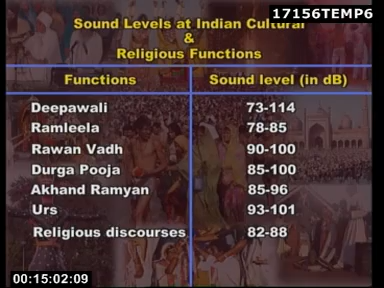 17156TEMP6
Sound Levels at Indian Cultural
&
Religious Functions
Functions Sound level (in dB)
Deepawali 73-114
Ramleela 78-85
Rawan Vadh 90-100
Durga Pooja 85-100
Akhand Ramyan 85-96
Urs 93-101
Religious discourses 82-88
00:15:02:09